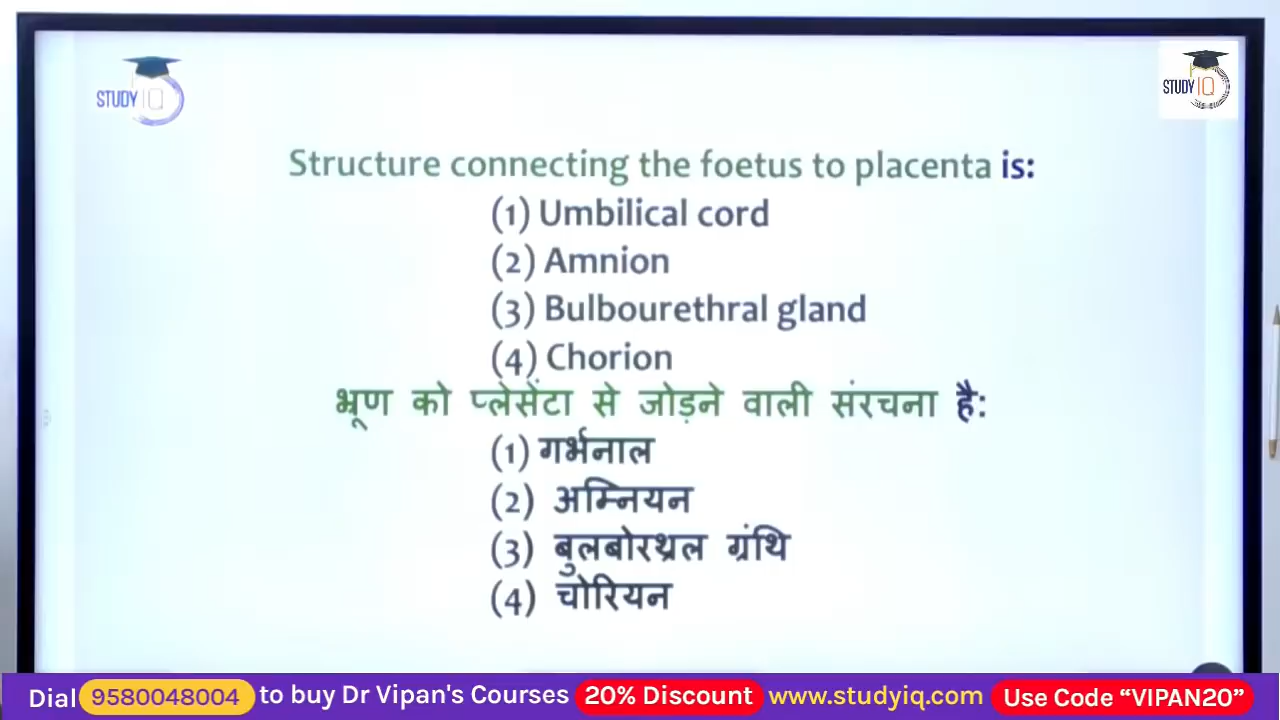 STUDY IQ
STUDY IQ
Structure connecting the foetus to placenta is:
(1) Umbilical cord
(2) Amnion
(3) Bulbourethral gland
(4) Chorion
भ्रूण को प्लेसेंटा से जोड़ने वाली संरचना है:
(1) गर्भनाल
(2) अम्नियन
(3) बुलबोरथ्रल ग्रंथि
(4) चोरियन
Dial 9580048004 to buy Dr Vipan's Courses 20% Discount www.studyiq.com Use Code “VIPAN20”